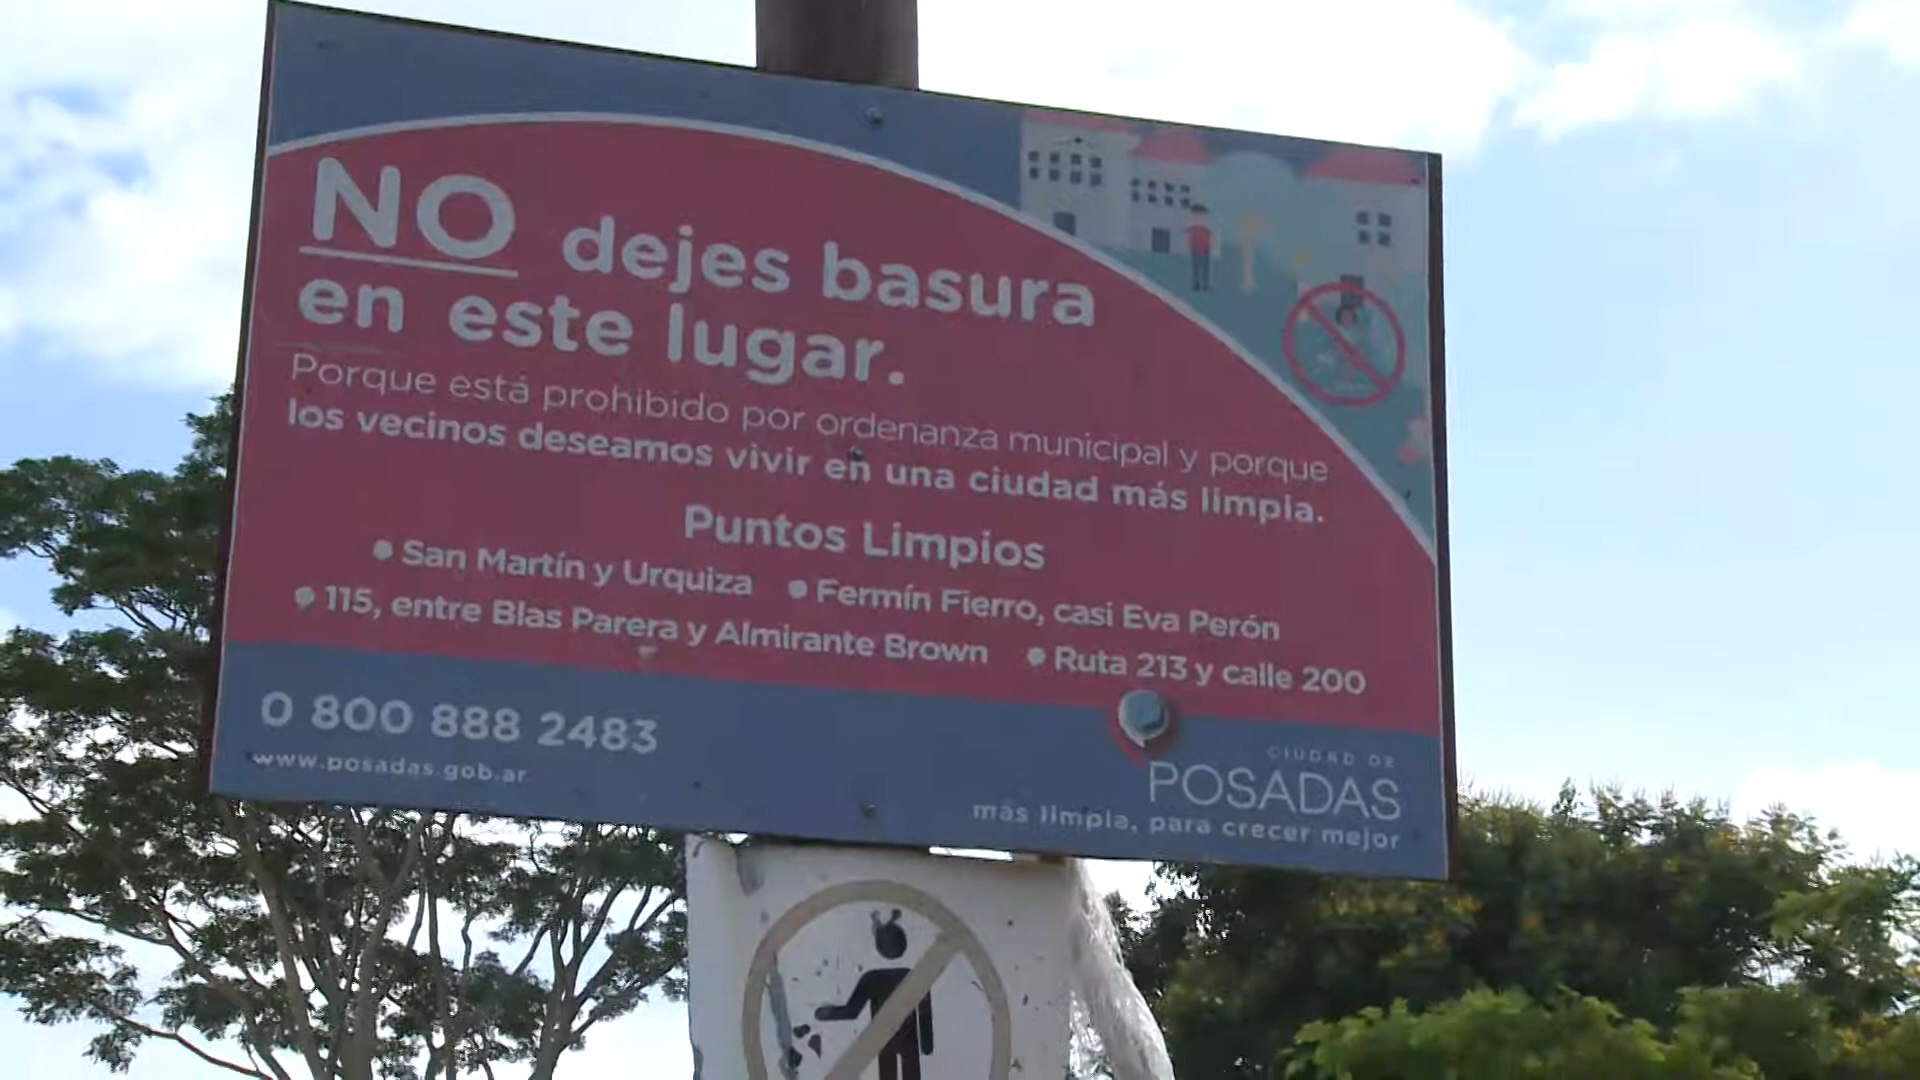 NO dejes basura
en este lugar.
Porque está prohibido por ordenanza municipal y porque
los vecinos deseamos vivir en una ciudad más limpia.
Puntos Limpios
San Martín y Urquiza
Fermín Fierro, casi Eva Perón
115, entre Blas Parera y Almirante Brown
Ruta 213 y calle 200
0 800 888 2483
www.posadas.gob.ar
CIUDAD DE
POSADAS
más limpia, para crecer mejor